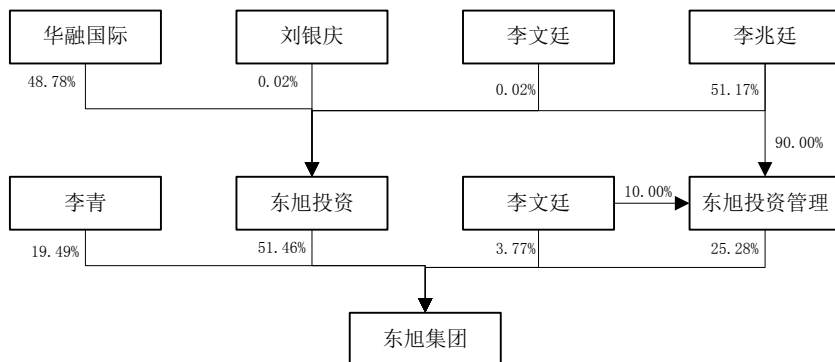 华融国际
刘银庆
李文廷
李兆廷
48.78%
0.02%
0.02%
51.17%
90.00%
李青
东旭投资
李文廷
10.00%
东旭投资管理
19.49%
51.46%
3.77%
25.28%
东旭集团